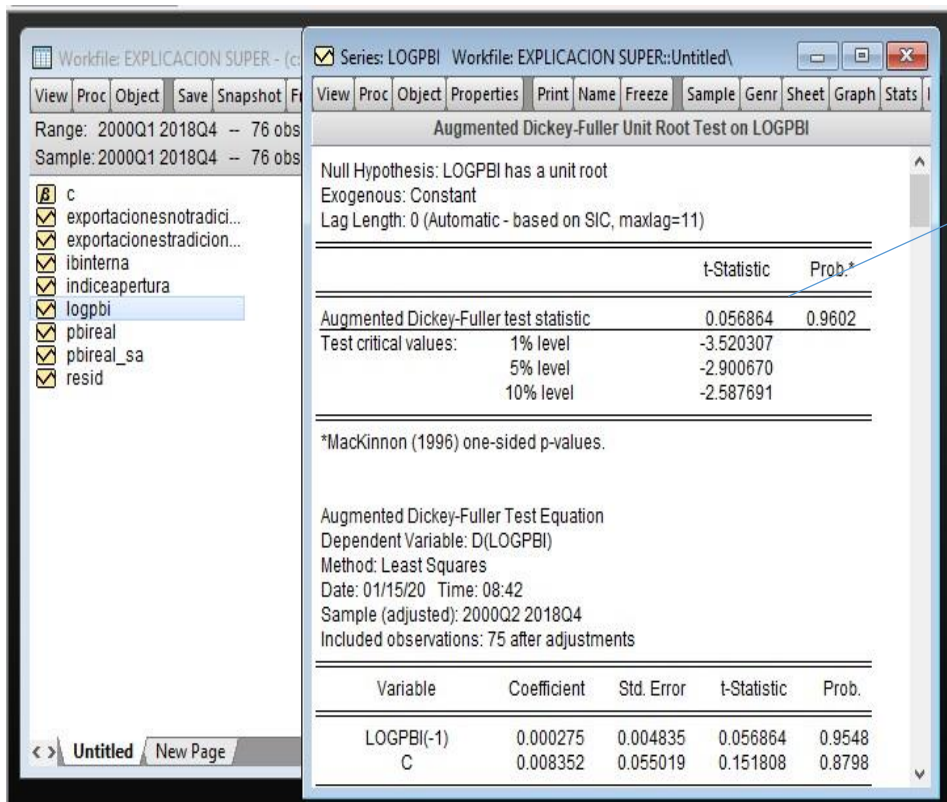 Workfile: EXPLICACION SUPER - (c:
View Proc Object Save Snapshot
Range: 2000Q1 2018Q4 -- 76 obs
Sample: 2000Q1 2018Q4 -- 76 obs
c
exportacionesnotradici...
exportacionestradicion...
ibinterna
indiceapertura
logpbi
pbireal
pbireal_sa
resid
Untitled New Page
Series: LOGPBI Workfile: EXPLICACION SUPER::Untitled\
View Proc Object Properties Print Name Freeze Sample Genr Sheet Graph Stats
Augmented Dickey-Fuller Unit Root Test on LOGPBI
Null Hypothesis: LOGPBI has a unit root
Exogenous: Constant
Lag Length: 0 (Automatic - based on SIC, maxlag=11)
t-Statistic Prob.*
Augmented Dickey-Fuller test statistic 0.056864 0.9602
Test critical values: 1% level -3.520307
5% level -2.900670
10% level -2.587691
*MacKinnon (1996) one-sided p-values.
Augmented Dickey-Fuller Test Equation
Dependent Variable: D(LOGPBI)
Method: Least Squares
Date: 01/15/20 Time: 08:42
Sample (adjusted): 2000Q2 2018Q4
Included observations: 75 after adjustments
Variable Coefficient Std. Error t-Statistic Prob.
LOGPBI(-1) 0.000275 0.004835 0.056864 0.9548
C 0.008352 0.055019 0.151808 0.8798